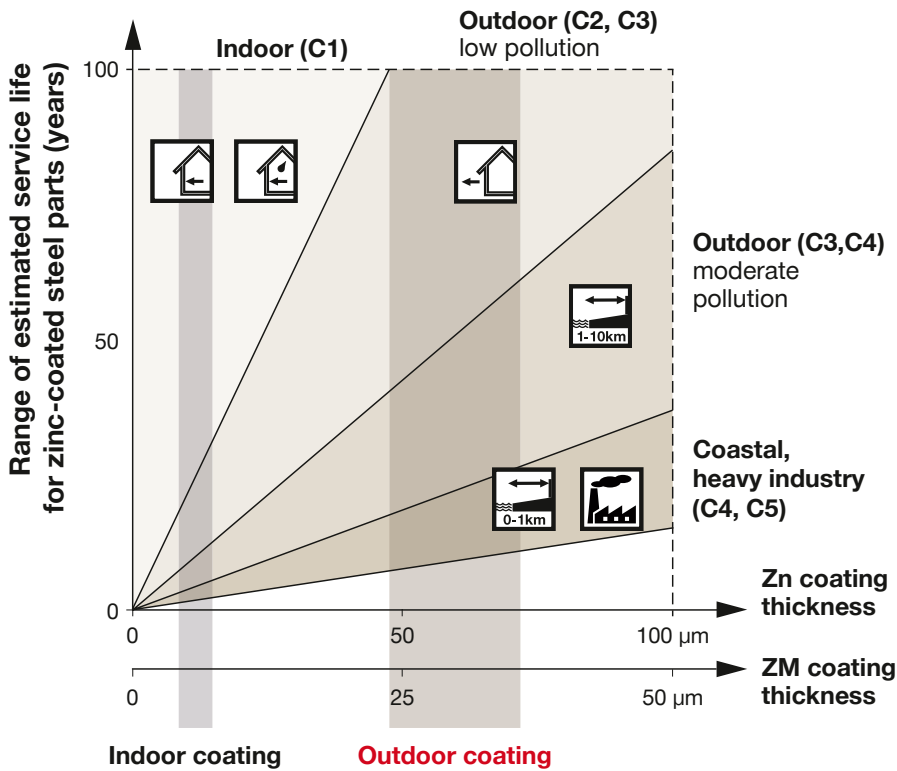 Outdoor (C2, C3)
low pollution
Indoor (C1)
Range of estimated service life
for zinc-coated steel parts (years)
100
50
0
1-10km
0-1km
Outdoor (C3,C4)
moderate
pollution
Coastal,
heavy industry
(C4, C5)
Zn coating
thickness
0
50
100 µm
ZM coating
thickness
0
25
50 µm
Indoor coating
Outdoor coating